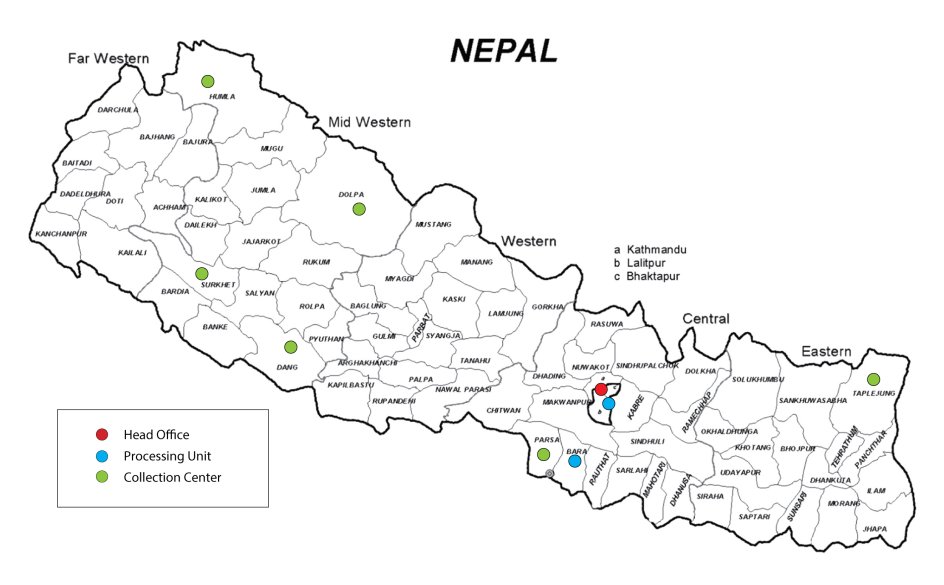 NEPAL
Far Western
HUMLA
DARCHULA
Mid Western
BAJHANG
BAJURA
MUGU
BAITADI
DADELDHURA
DOTI
ACHHAM
KALIKOT
JUMLA
DOLPA
KANCHANPUR
DAILEKH
MUSTANG
KAILALI
JAJARKOT
Western
a Kathmandu
b Lalitpur
c Bhaktapur
RUKUM
MANANG
BARDIA
SURKHET
SALYAN
MYAGDI
ROLPA
BAGLUNG
KASKI
LAMJUNG
GORKHA
Central
BANKE
PYUTHAN
GULMI
PARBAT
SYANGJA
RASUWA
Eastern
DANG
ARGHAKHANCHI
TANAHU
NUWAKOT
SINDHUPALCHOK
DOLKHA
SOLUKHUMBU
KAPILBASTU
PALPA
DHADING
a
c
b
SANKHUWASABHA
TAPLEJUNG
RUPANDEHI
NAWAL PARASI
CHITWAN
MAKWANPUR
KABRE
RAMECHHAP
PARSA
BARA
RAUTHAT
SINDHULI
OKHALDHUNGA
KHOTANG
BHOJPUR
TEHRATHUM
PANCHTHAR
SARLAHI
MAHOTARI
DHANUSA
UDAYAPUR
DHANKUTA
ILAMI
SIRAHA
SAPTARI
SUNSARI
MORANG
JHAPA
Head Office
Processing Unit
Collection Center